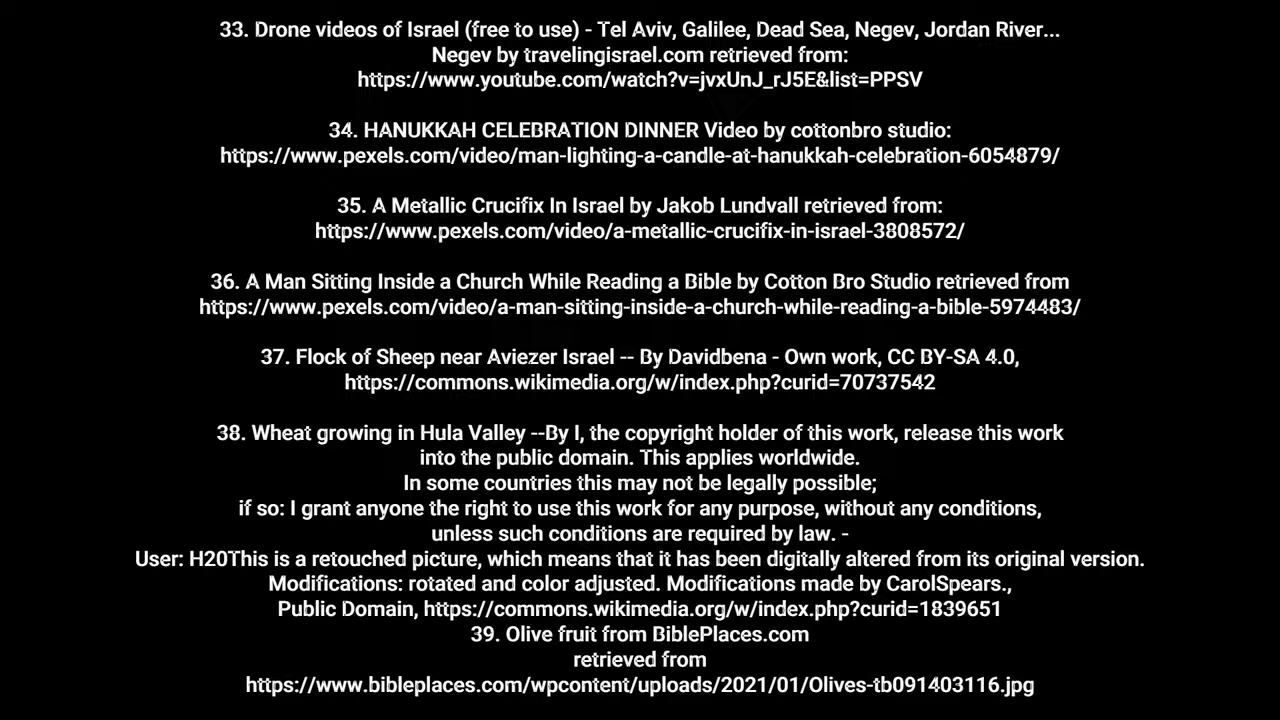 33. Drone videos of Israel (free to use) - Tel Aviv, Galilee, Dead Sea, Negev, Jordan River...
Negev by travelingisrael.com retrieved from:
https://www.youtube.com/watch?v=jvxUnJ_rJ5E&list=PPSV
34. HANUKKAH CELEBRATION DINNER Video by cottonbro studio:
https://www.pexels.com/video/man-lighting-a-candle-at-hanukkah-celebration-6054879/
35. A Metallic Crucifix In Israel by Jakob Lundvall retrieved from:
https://www.pexels.com/video/a-metallic-crucifix-in-israel-3808572/
36. A Man Sitting Inside a Church While Reading a Bible by Cotton Bro Studio retrieved from
https://www.pexels.com/video/a-man-sitting-inside-a-church-while-reading-a-bible-5974483/
37. Flock of Sheep near Aviezer Israel -- By Davidbena - Own work, CC BY-SA 4.0,
https://commons.wikimedia.org/w/index.php?curid=70737542
38. Wheat growing in Hula Valley --By I, the copyright holder of this work, release this work
into the public domain. This applies worldwide.
In some countries this may not be legally possible;
if so: I grant anyone the right to use this work for any purpose, without any conditions,
unless such conditions are required by law. -
User: H20This is a retouched picture, which means that it has been digitally altered from its original version.
Modifications: rotated and color adjusted. Modifications made by CarolSpears.,
Public Domain, https://commons.wikimedia.org/w/index.php?curid=1839651
39. Olive fruit from BiblePlaces.com
retrieved from
https://www.bibleplaces.com/wpcontent/uploads/2021/01/Olives-tb091403116.jpg